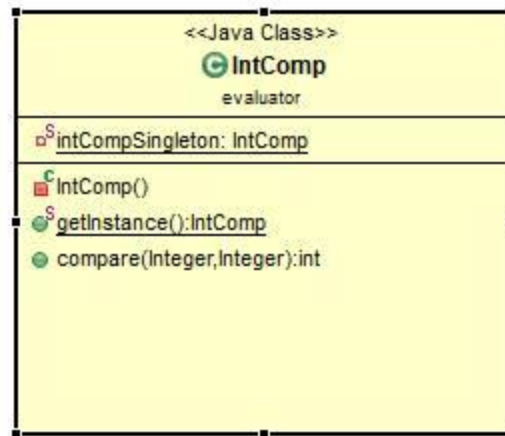 <<Java Class>>
IntComp
evaluator
intCompSingleton: IntComp
IntComp()
getInstance():IntComp
compare(Integer,Integer):int